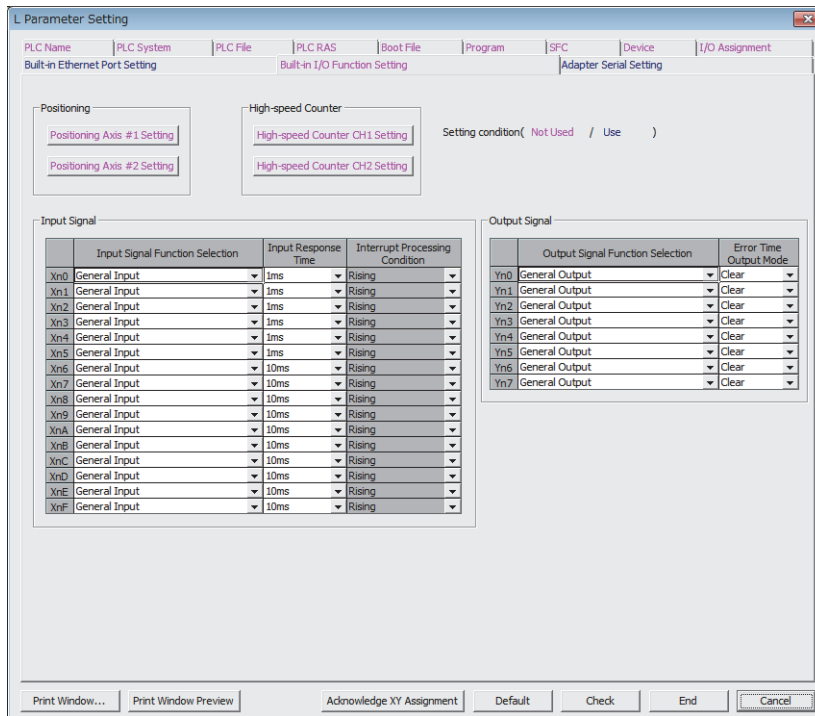 L Parameter Setting
PLC Name PLC System PLC File PLC RAS Boot File Program SFC Device I/O Assignment
Built-in Ethernet Port Setting Built-in I/O Function Setting Adapter Serial Setting
Positioning High-speed Counter
Positioning Axis #1 Setting High-speed Counter CH1 Setting Setting condition( Not Used / Use )
Positioning Axis #2 Setting High-speed Counter CH2 Setting
Input Signal Output Signal
Input Signal Function Selection Input Response Time Interrupt Processing Condition Output Signal Function Selection Error Time Output Mode
Xn0 General Input 1ms Rising Yn0 General Output Clear
Xn1 General Input 1ms Rising Yn1 General Output Clear
Xn2 General Input 1ms Rising Yn2 General Output Clear
Xn3 General Input 1ms Rising Yn3 General Output Clear
Xn4 General Input 1ms Rising Yn4 General Output Clear
Xn5 General Input 1ms Rising Yn5 General Output Clear
Xn6 General Input 10ms Rising Yn6 General Output Clear
Xn7 General Input 10ms Rising Yn7 General Output Clear
Xn8 General Input 10ms Rising
Xn9 General Input 10ms Rising
XnA General Input 10ms Rising
XnB General Input 10ms Rising
XnC General Input 10ms Rising
XnD General Input 10ms Rising
XnE General Input 10ms Rising
XnF General Input 10ms Rising
Print Window... Print Window Preview Acknowledge XY Assignment Default Check End Cancel